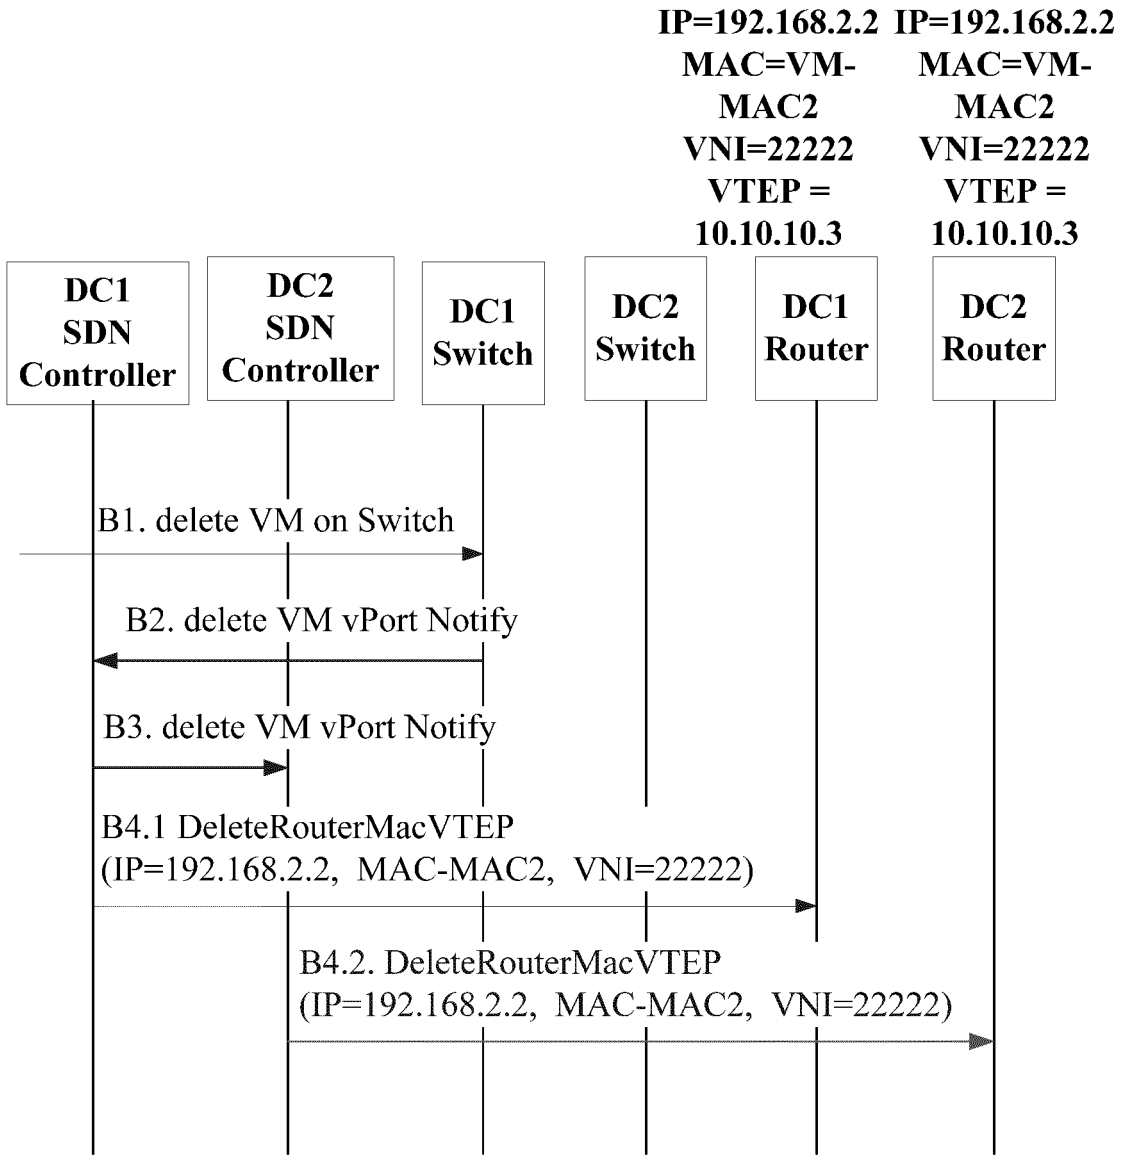 IP=192.168.2.2 IP=192.168.2.2
MAC=VM- MAC=VM-
MAC2 MAC2
VNI=22222 VNI=22222
VTEP = VTEP =
10.10.10.3 10.10.10.3
DC1
SDN
Controller
DC2
SDN
Controller
DC1
Switch
DC2
Switch
DC1
Router
DC2
Router
B1. delete VM on Switch
B2. delete VM vPort Notify
B3. delete VM vPort Notify
B4.1 DeleteRouterMacVTEP
(IP=192.168.2.2, MAC-MAC2, VNI=22222)
B4.2. DeleteRouterMacVTEP
(IP=192.168.2.2, MAC-MAC2, VNI=22222)